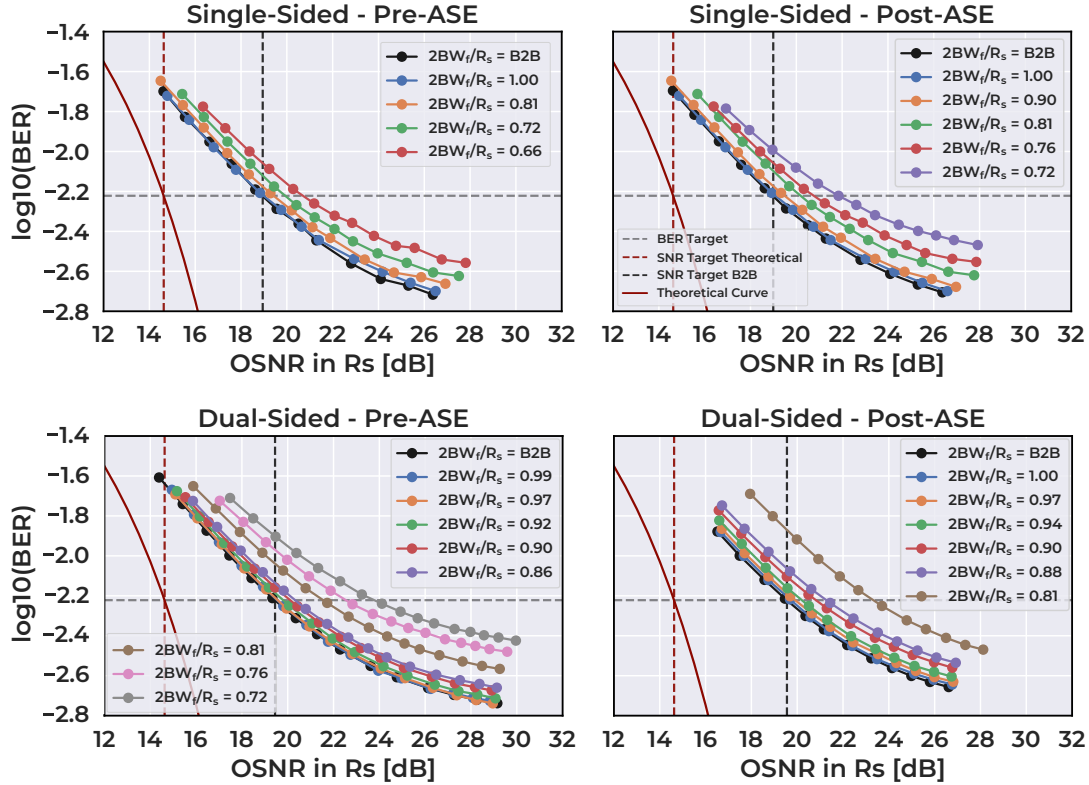 Single-Sided - Pre-ASE
−1.4
−1.6
−1.8
−2.0
−2.2
−2.4
−2.6
−2.8
log10(BER)
2BWf/Rs = B2B
2BWf/Rs = 1.00
2BWf/Rs = 0.81
2BWf/Rs = 0.72
2BWf/Rs = 0.66
12 14 16 18 20 22 24 26 28 30 32
OSNR in Rs [dB]
Single-Sided - Post-ASE
2BWf/Rs = B2B
2BWf/Rs = 1.00
2BWf/Rs = 0.90
2BWf/Rs = 0.81
2BWf/Rs = 0.76
2BWf/Rs = 0.72
BER Target
SNR Target Theoretical
SNR Target B2B
Theoretical Curve
12 14 16 18 20 22 24 26 28 30 32
OSNR in Rs [dB]
Dual-Sided - Pre-ASE
−1.4
−1.6
−1.8
−2.0
−2.2
−2.4
−2.6
−2.8
log10(BER)
2BWf/Rs = B2B
2BWf/Rs = 0.99
2BWf/Rs = 0.97
2BWf/Rs = 0.92
2BWf/Rs = 0.90
2BWf/Rs = 0.86
2BWf/Rs = 0.81
2BWf/Rs = 0.76
2BWf/Rs = 0.72
12 14 16 18 20 22 24 26 28 30 32
OSNR in Rs [dB]
Dual-Sided - Post-ASE
2BWf/Rs = B2B
2BWf/Rs = 1.00
2BWf/Rs = 0.97
2BWf/Rs = 0.94
2BWf/Rs = 0.90
2BWf/Rs = 0.88
2BWf/Rs = 0.81
12 14 16 18 20 22 24 26 28 30 32
OSNR in Rs [dB]